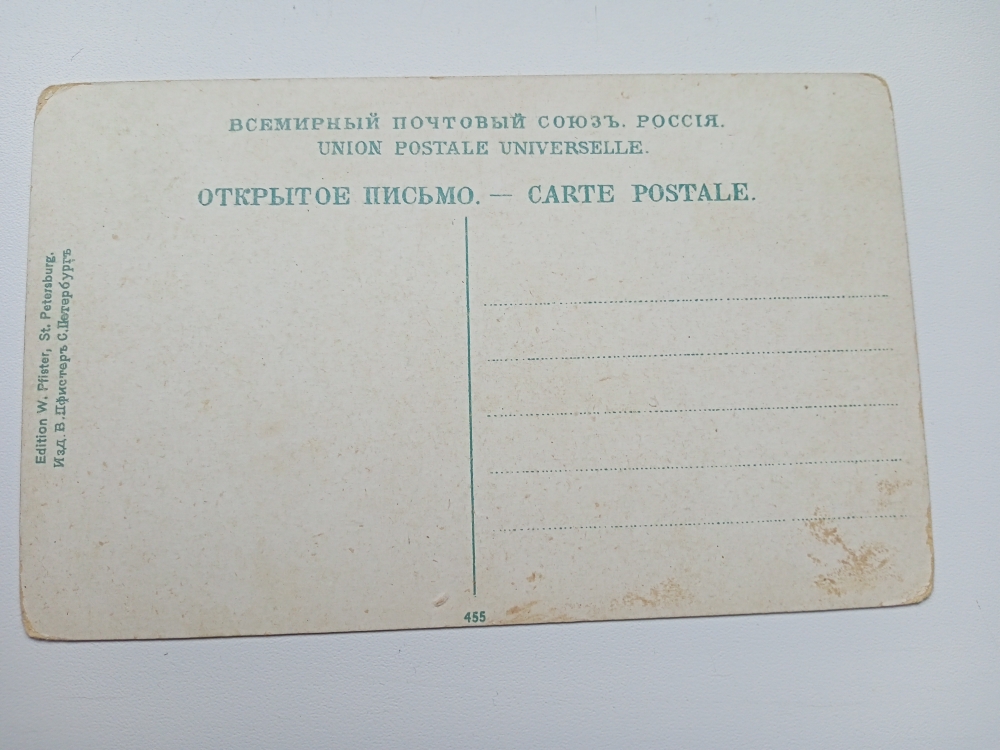 ВСЕМИРНЫЙ ПОЧТОВЫЙ СОЮЗЪ. РОССІЯ.
UNION POSTALE UNIVERSELLE.
ОТКРЫТОЕ ПИСЬМО. — CARTE POSTALE.
Edition W. Pfister, St. Petersburg.
Изд. В. Пфистеръ С.Петербургъ
455